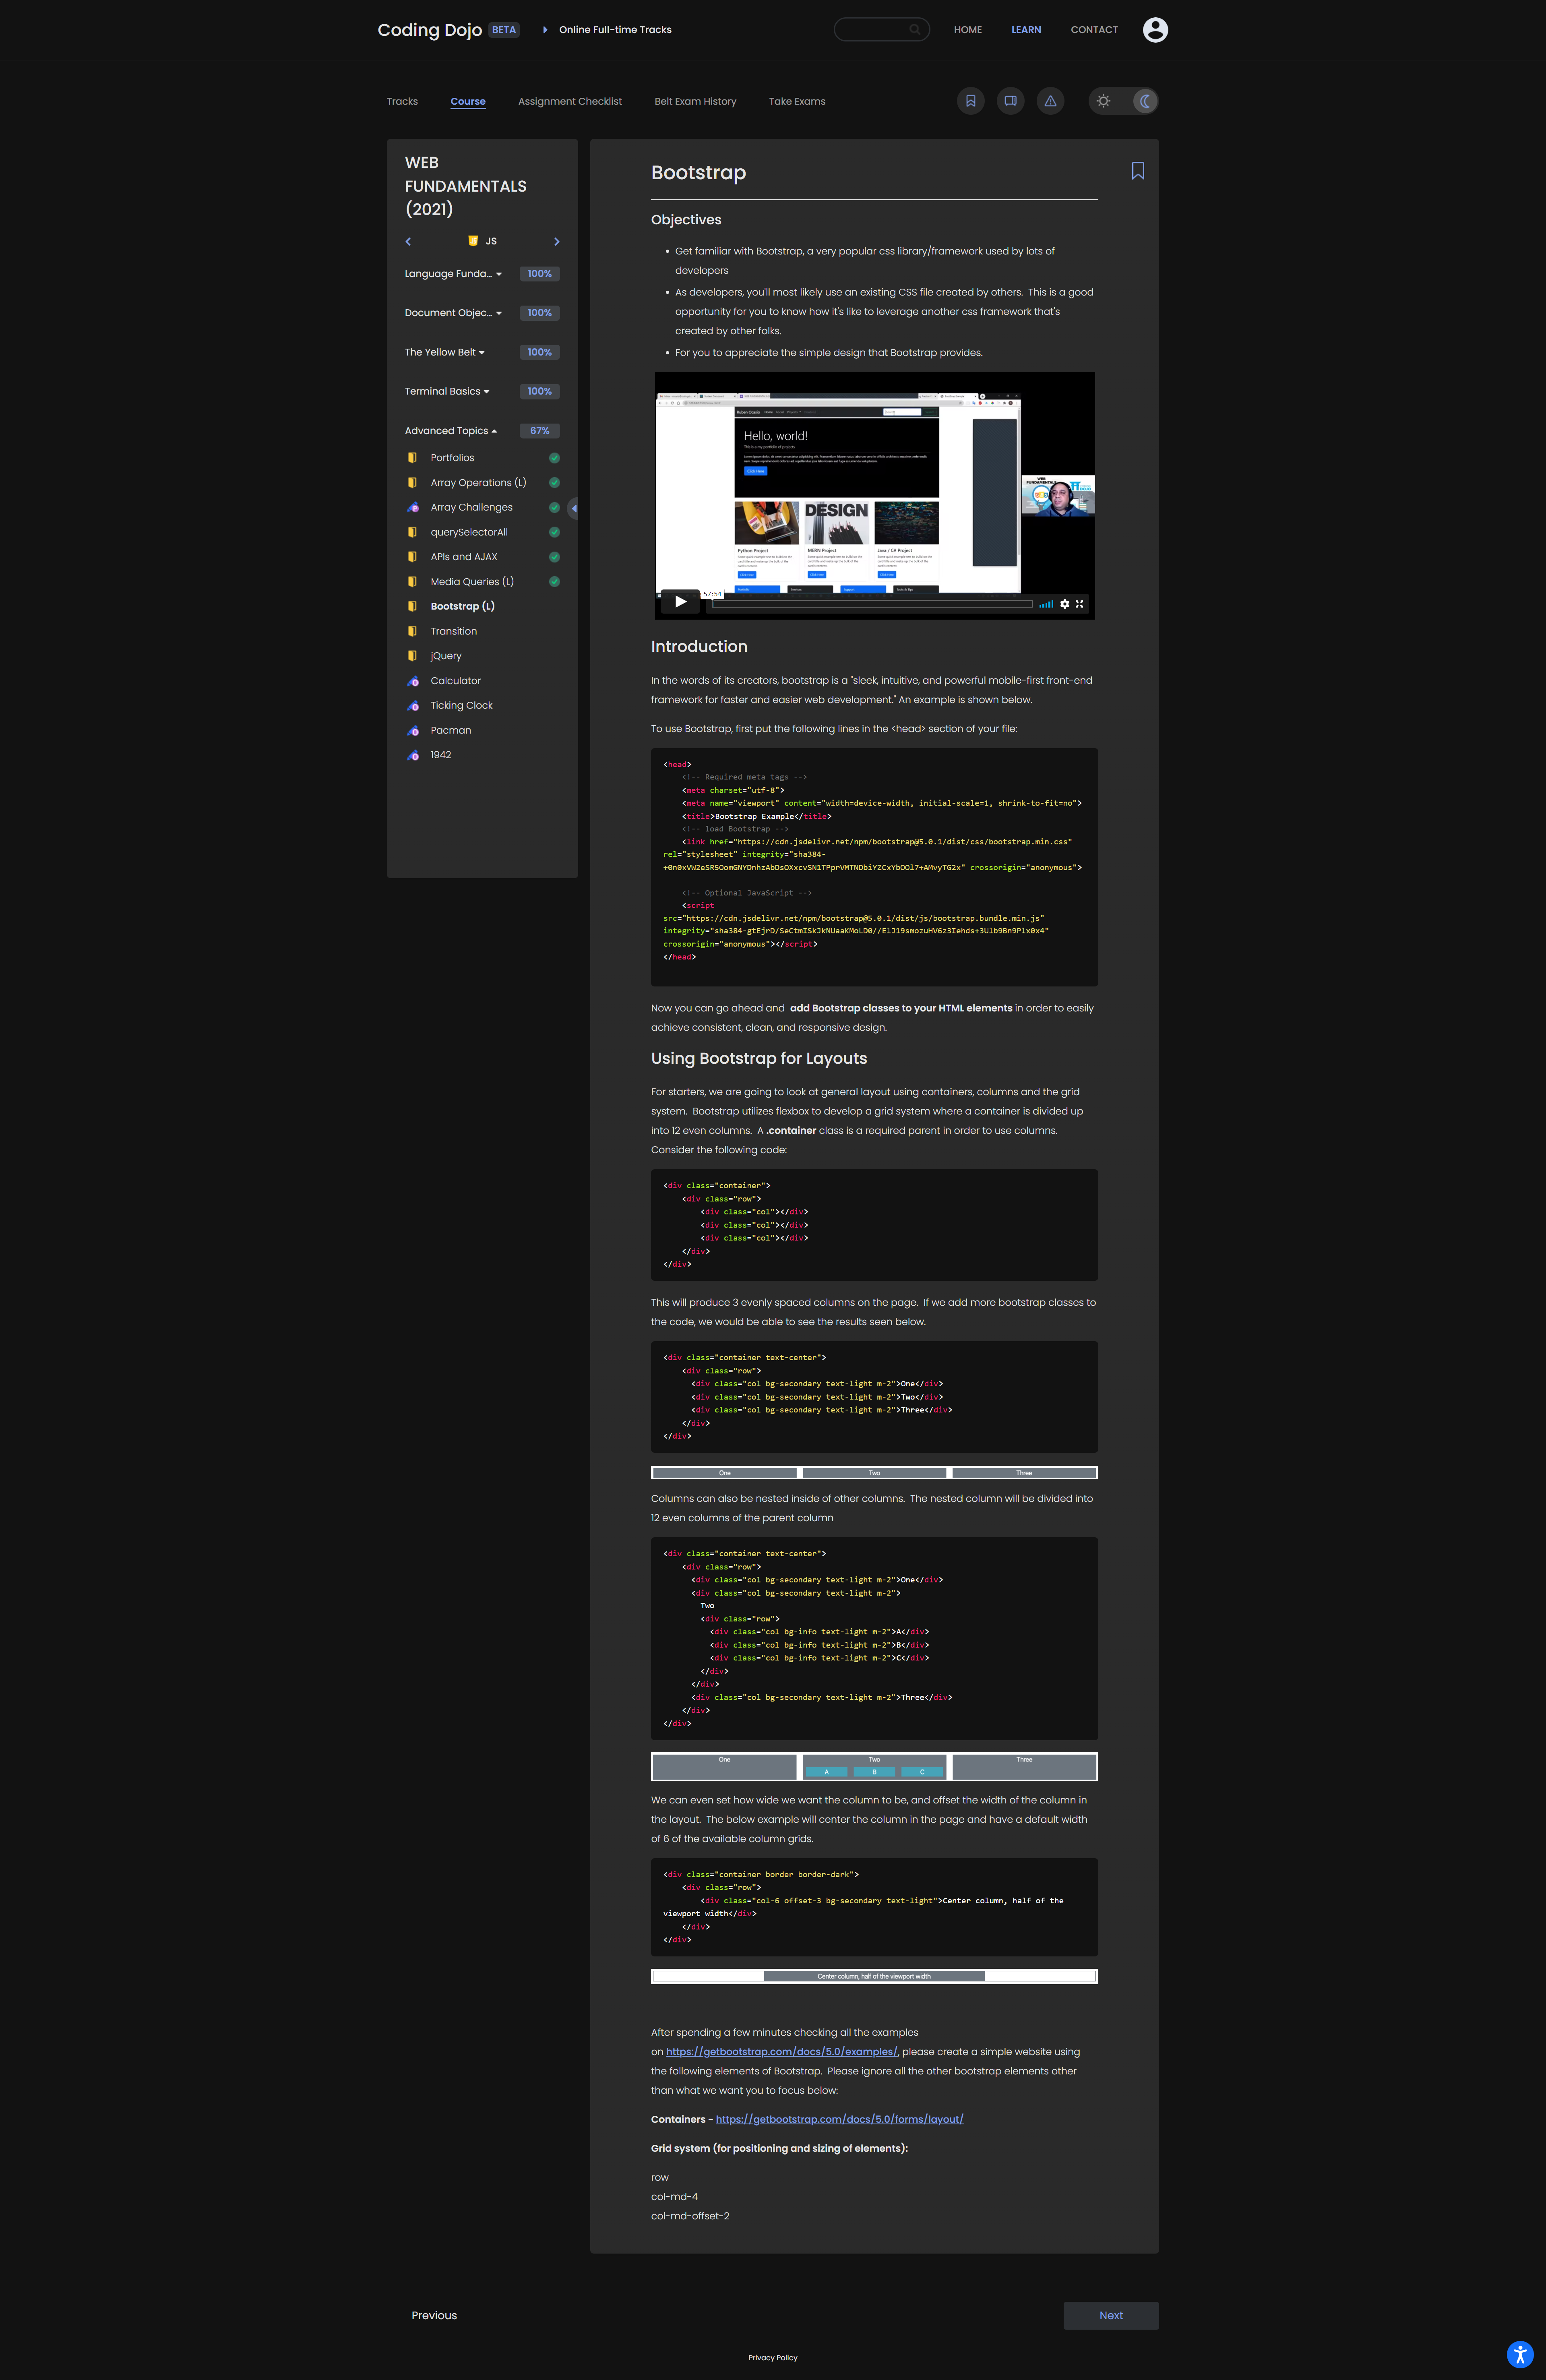 Coding Dojo BETA
Online Full-time Tracks
HOME
LEARN
CONTACT
Tracks
Course
Assignment Checklist
Belt Exam History
Take Exams
WEB
FUNDAMENTALS
(2021)
JS
Language Funda... 100%
Document Objec... 100%
The Yellow Belt 100%
Terminal Basics 100%
Advanced Topics 67%
Portfolios
Array Operations (L)
Array Challenges
querySelectorAll
APIs and AJAX
Media Queries (L)
Bootstrap (L)
Transition
jQuery
Calculator
Ticking Clock
Pacman
1942
Bootstrap
Objectives
• Get familiar with Bootstrap, a very popular css library/framework used by lots of
developers
• As developers, you'll most likely use an existing CSS file created by others.  This is a good
opportunity for you to know how it's like to leverage another css framework that's
created by other folks.
• For you to appreciate the simple design that Bootstrap provides.
Hello, world!
This is a my portfolio of projects.
Click Here
DESIGN
Python Project
MERN Project
Java / C# Project
Click Here
Click Here
Click Here
WEB
FUNDAMENTALS
57:54
Introduction
In the words of its creators, bootstrap is a "sleek, intuitive, and powerful mobile-first front-end
framework for faster and easier web development." An example is shown below.
To use Bootstrap, first put the following lines in the <head> section of your file:
<head>
    <!-- Required meta tags -->
    <meta charset="utf-8">
    <meta name="viewport" content="width=device-width, initial-scale=1, shrink-to-fit=no">
    <title>Bootstrap Example</title>
    <!-- load Bootstrap -->
    <link href="https://cdn.jsdelivr.net/npm/bootstrap@5.0.1/dist/css/bootstrap.min.css"
rel="stylesheet" integrity="sha384-
+0n0xVW2eSR5OomGNYDnhzAbDsOXxcvSN1TPprVMTNDbiYZCxYbOOl7+AMvyTG2x" crossorigin="anonymous">
    <!-- Optional JavaScript -->
    <script
src="https://cdn.jsdelivr.net/npm/bootstrap@5.0.1/dist/js/bootstrap.bundle.min.js"
integrity="sha384-gtEjrD/SeCtmISkJkNUaaKMoLD0//ElJ19smozuHV6z3Iehds+3Ulb9Bn9Plx0x4"
crossorigin="anonymous"></script>
</head>
Now you can go ahead and  add Bootstrap classes to your HTML elements in order to easily
achieve consistent, clean, and responsive design.
Using Bootstrap for Layouts
For starters, we are going to look at general layout using containers, columns and the grid
system.  Bootstrap utilizes flexbox to develop a grid system where a container is divided up
into 12 even columns.  A .container class is a required parent in order to use columns.
Consider the following code:
<div class="container">
    <div class="row">
        <div class="col"></div>
        <div class="col"></div>
        <div class="col"></div>
    </div>
</div>
This will produce 3 evenly spaced columns on the page.  If we add more bootstrap classes to
the code, we would be able to see the results seen below.
<div class="container text-center">
    <div class="row">
      <div class="col bg-secondary text-light m-2">One</div>
      <div class="col bg-secondary text-light m-2">Two</div>
      <div class="col bg-secondary text-light m-2">Three</div>
    </div>
</div>
One Two Three
Columns can also be nested inside of other columns.  The nested column will be divided into
12 even columns of the parent column
<div class="container text-center">
    <div class="row">
      <div class="col bg-secondary text-light m-2">One</div>
      <div class="col bg-secondary text-light m-2">
        Two
        <div class="row">
          <div class="col bg-info text-light m-2">A</div>
          <div class="col bg-info text-light m-2">B</div>
          <div class="col bg-info text-light m-2">C</div>
        </div>
      </div>
      <div class="col bg-secondary text-light m-2">Three</div>
    </div>
</div>
One Two Three
A B C
We can even set how wide we want the column to be, and offset the width of the column in
the layout.  The below example will center the column in the page and have a default width
of 6 of the available column grids.
<div class="container border border-dark">
    <div class="row">
        <div class="col-6 offset-3 bg-secondary text-light">Center column, half of the
viewport width</div>
    </div>
</div>
Center column, half of the viewport width
After spending a few minutes checking all the examples
on https://getbootstrap.com/docs/5.0/examples/, please create a simple website using
the following elements of Bootstrap.  Please ignore all the other bootstrap elements other
than what we want you to focus below:
Containers - https://getbootstrap.com/docs/5.0/forms/layout/
Grid system (for positioning and sizing of elements):
row
col-md-4
col-md-offset-2
Previous
Next
Privacy Policy